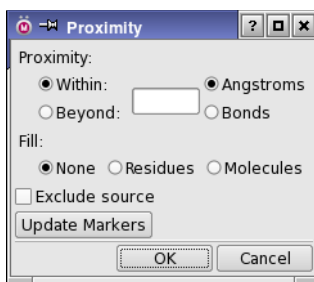 Proximity
Proximity:
Within: Angstroms
Beyond: Bonds
Fill:
None Residues Molecules
Exclude source
Update Markers
OK Cancel